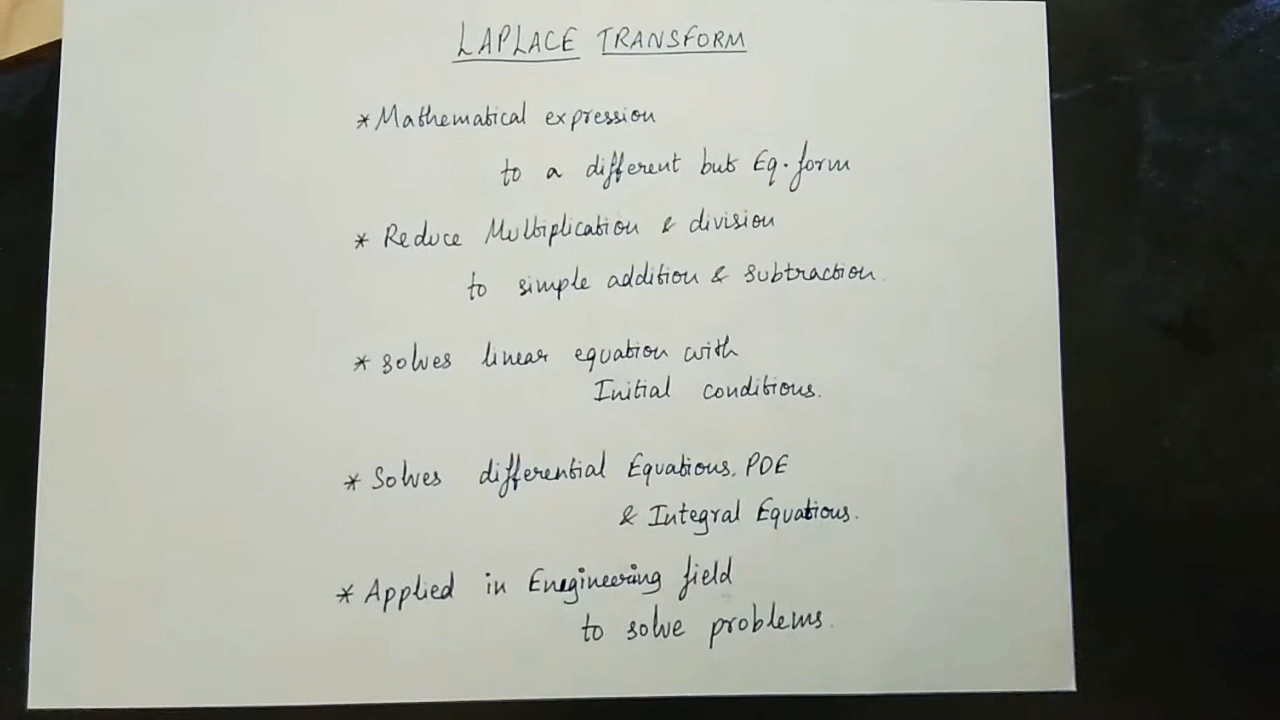 LAPLACE TRANSFORM
* Mathematical expression
to a different but Eq. form
* Reduce Multiplication & division
to simple addition & subtraction.
* solves linear equation with
Initial conditions.
* Solves differential Equations. PDE
& Integral Equations.
* Applied in Enegineering field
to solve problems.